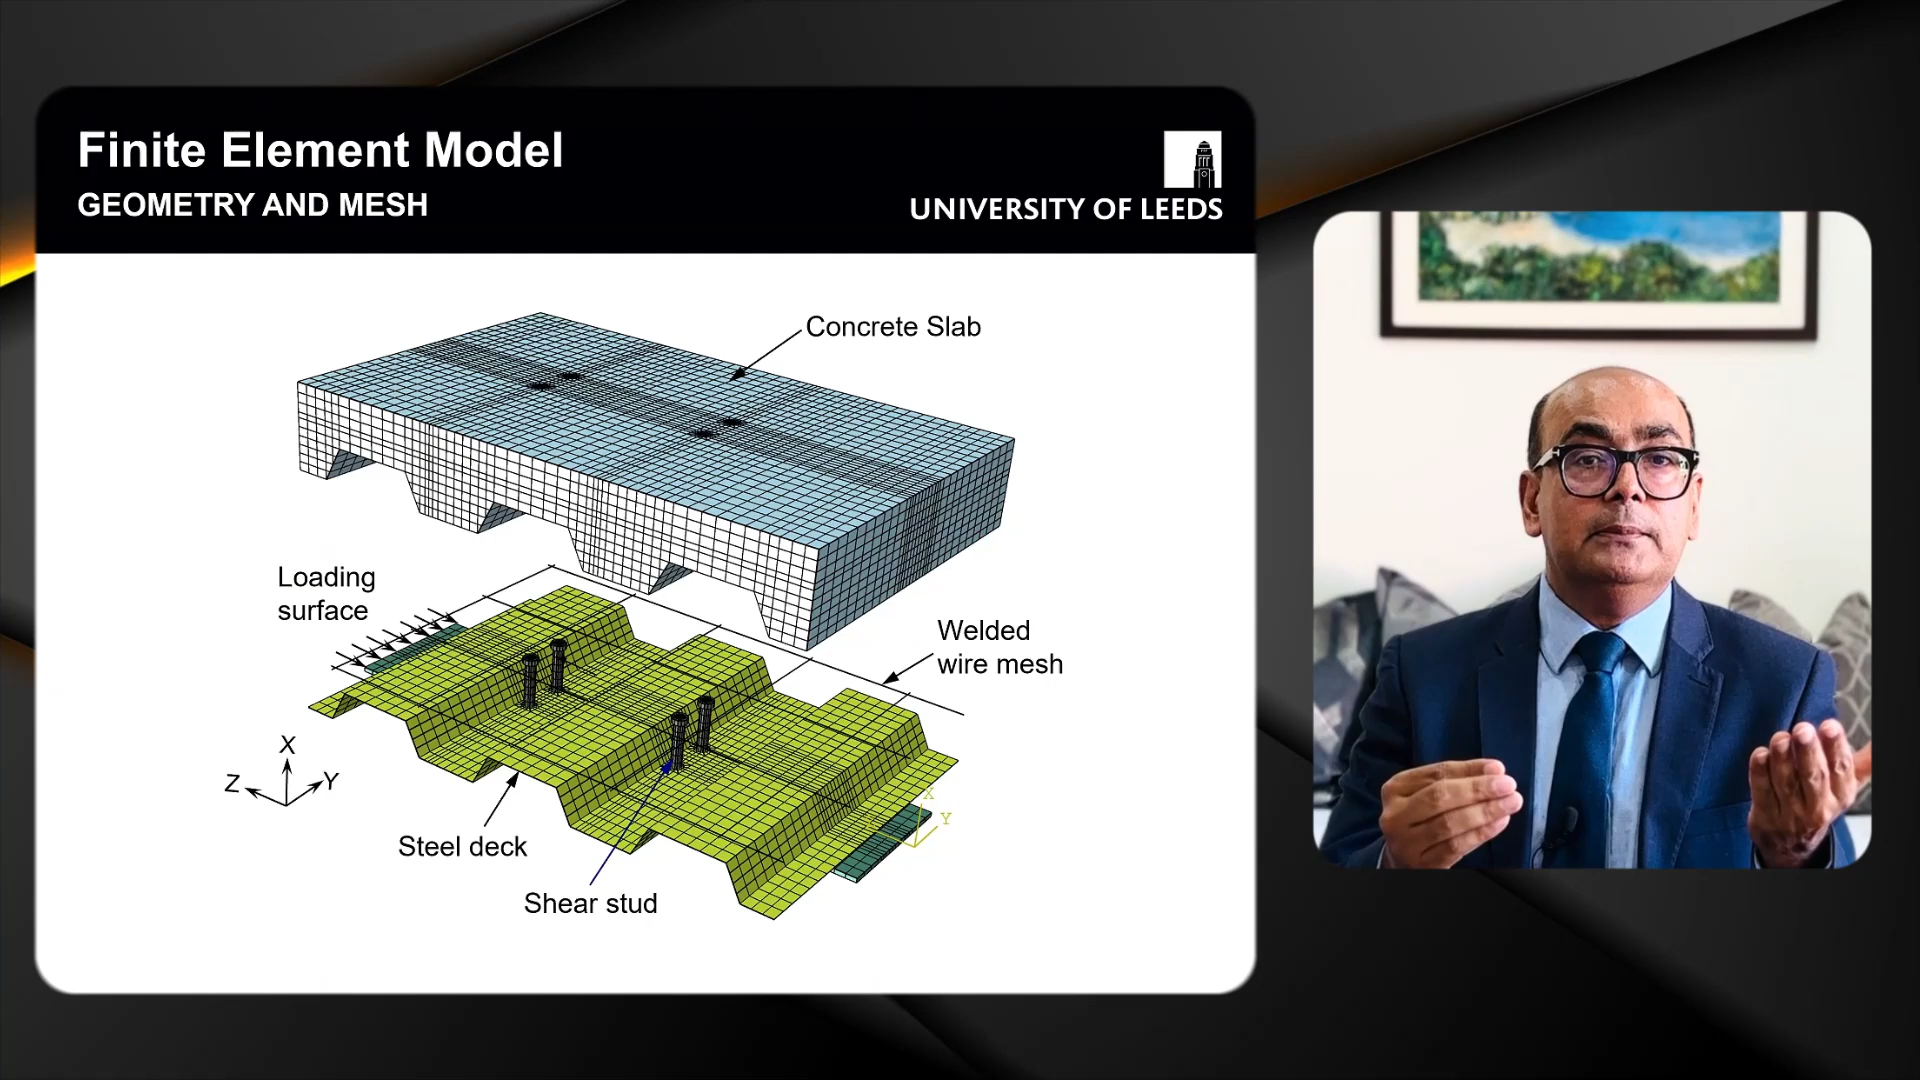 Finite Element Model
GEOMETRY AND MESH
UNIVERSITY OF LEEDS
Concrete Slab
Loading
surface
Welded
wire mesh
X
Z
Y
X
Y
Steel deck
Shear stud